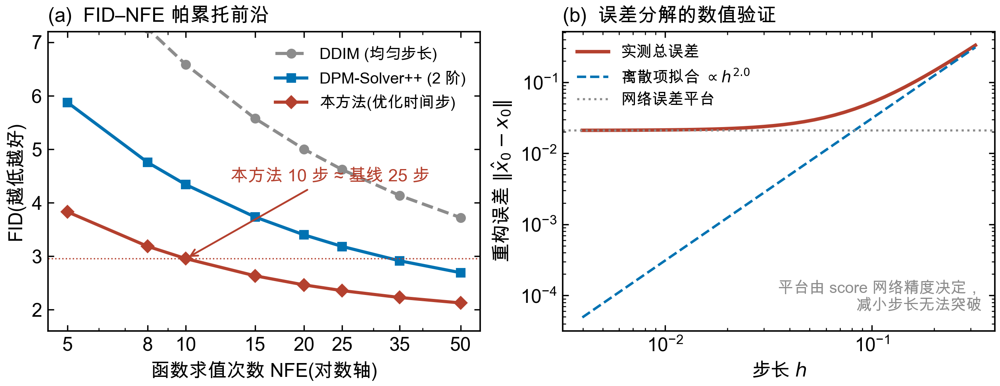 (a) FID–NFE 帕累托前沿
7
6
5
4
3
2
FID(越低越好)
DDIM (均匀步长)
DPM-Solver++ (2 阶)
本方法(优化时间步)
本方法 10 步 ≈ 基线 25 步
5 8 10 15 20 25 35 50
函数求值次数 NFE(对数轴)
(b) 误差分解的数值验证
10⁻¹
10⁻²
10⁻³
10⁻⁴
重构误差 ‖x̂₀ − x₀‖
实测总误差
离散项拟合 ∝ h²·⁰
网络误差平台
平台由 score 网络精度决定，
减小步长无法突破
10⁻² 10⁻¹
步长 h